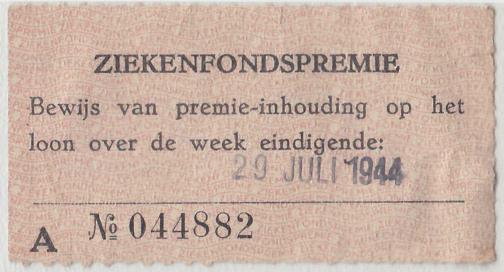 ZIEKENFONDSPREMIE
Bewijs van premie-inhouding op het
loon over de week eindigende:
29 JULI 1944
A № 044882